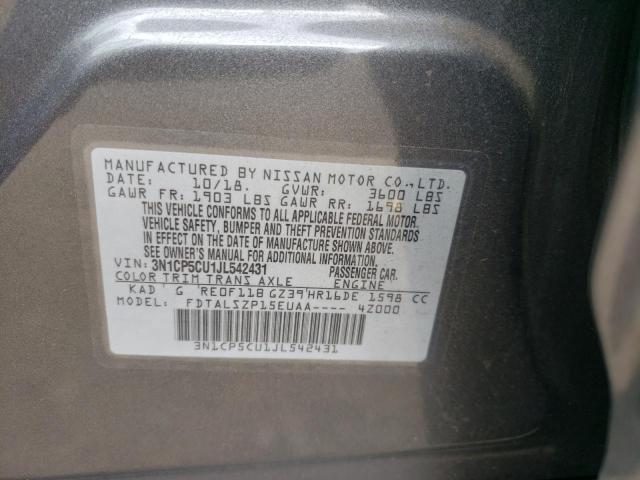 MANUFACTURED BY NISSAN MOTOR CO.,LTD.
DATE: 10/18. GVWR: 3600 LBS
GAWR FR: 1903 LBS GAWR RR: 1698 LBS
THIS VEHICLE CONFORMS TO ALL APPLICABLE FEDERAL MOTOR
VEHICLE SAFETY, BUMPER AND THEFT PREVENTION STANDARDS
IN EFFECT ON THE DATE OF MANUFACTURE SHOWN ABOVE.
SEE OWNER'S MANUAL FOR ADDITIONAL INFORMATION.
VIN: 3N1CP5CU1JL542431 PASSENGER CAR.
COLOR TRIM TRANS AXLE ENGINE
KAD G RE0F11B GZ39 HR16DE 1598 CC
MODEL: FDTALSZP15EUAA---- 4Z000
3N1CP5CU1JL542431